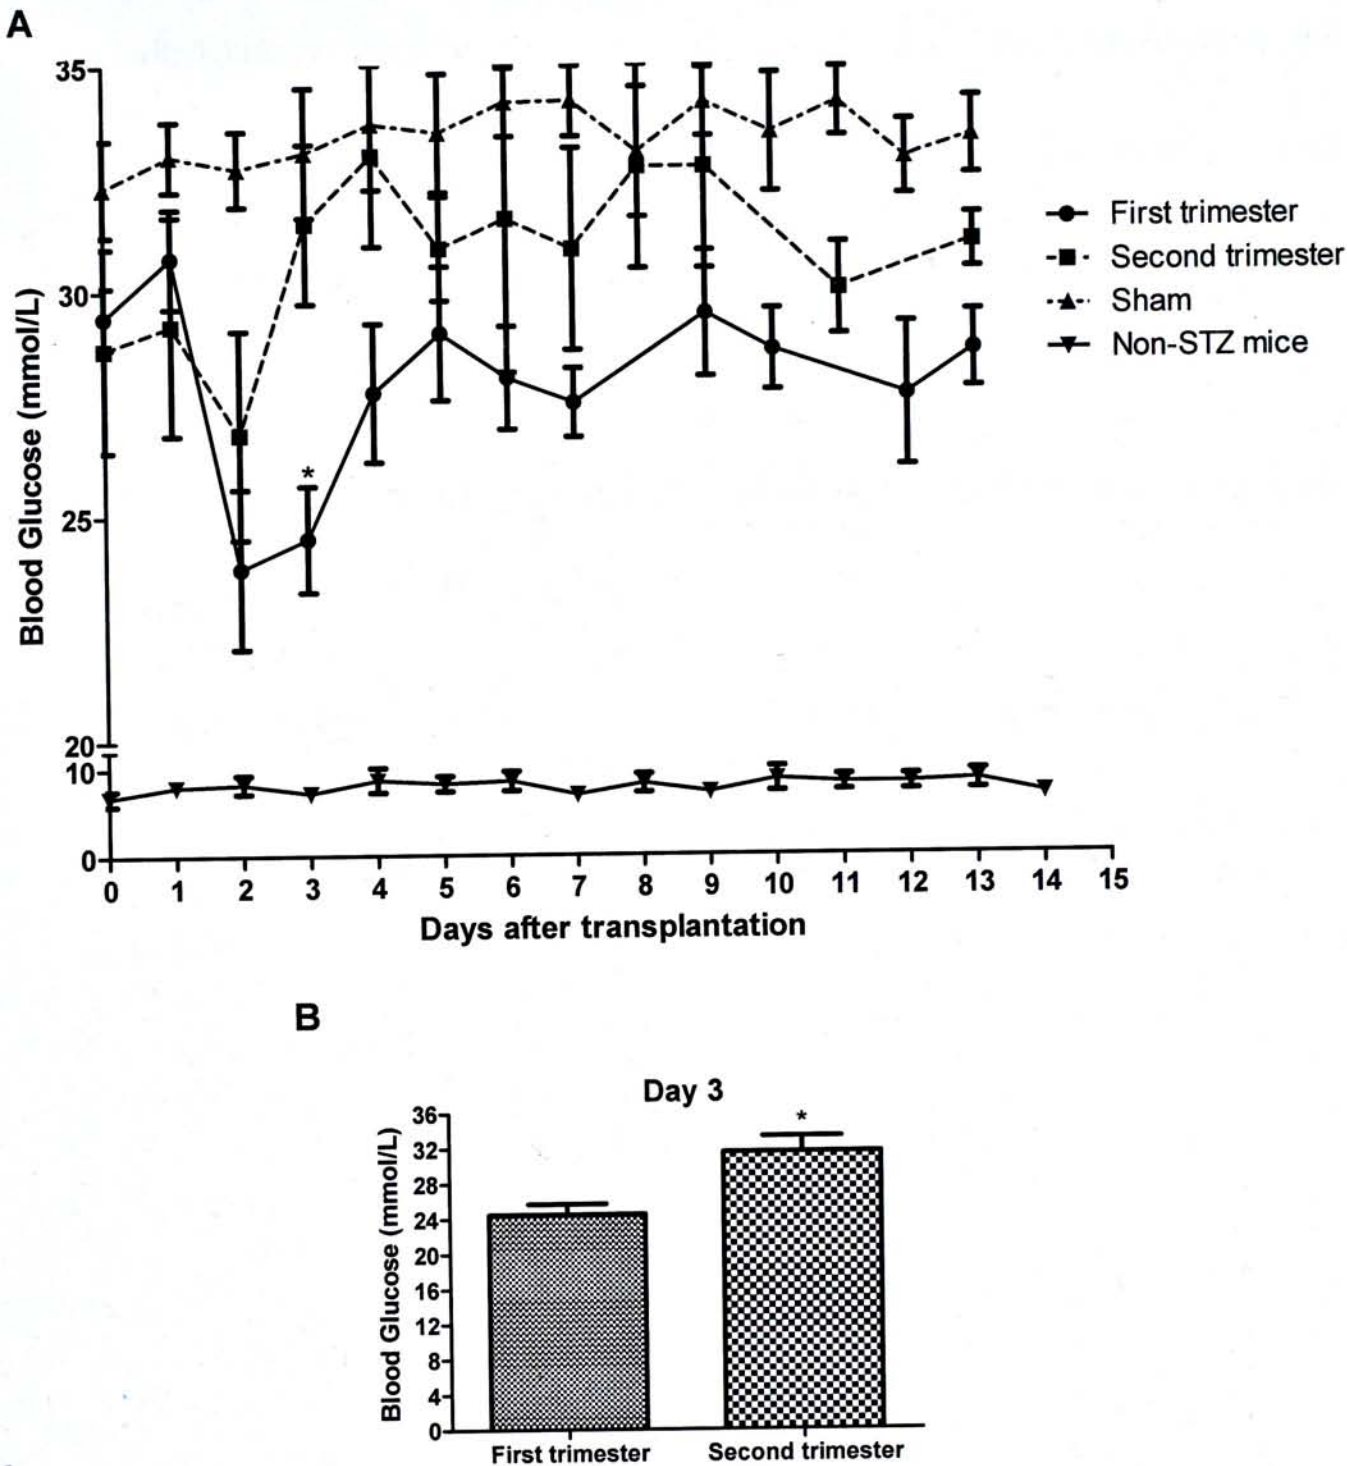 A
35
30
25
20
10
0
Blood Glucose (mmol/L)
*
First trimester
Second trimester
Sham
Non-STZ mice
0 1 2 3 4 5 6 7 8 9 10 11 12 13 14 15
Days after transplantation
B
Day 3
36
32
28
24
20
16
12
8
4
0
Blood Glucose (mmol/L)
*
First trimester Second trimester